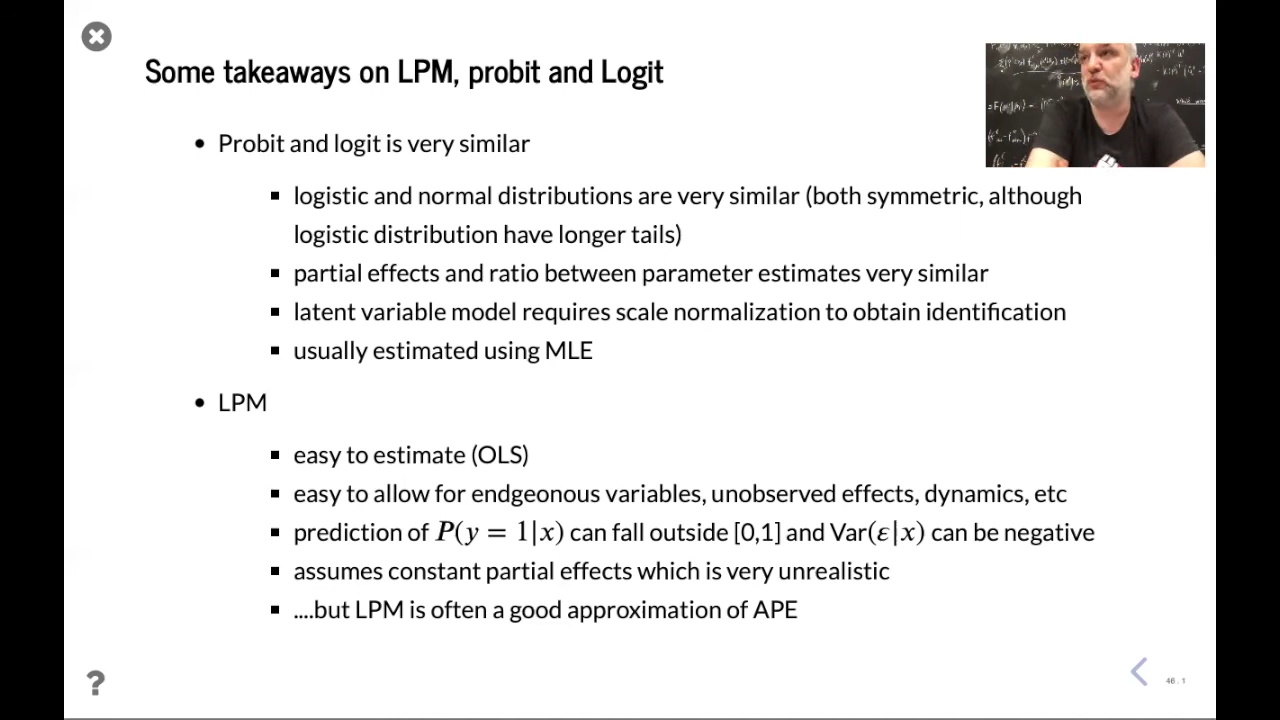 Some takeaways on LPM, probit and Logit
• Probit and logit is very similar
▪ logistic and normal distributions are very similar (both symmetric, although
logistic distribution have longer tails)
▪ partial effects and ratio between parameter estimates very similar
▪ latent variable model requires scale normalization to obtain identification
▪ usually estimated using MLE
• LPM
▪ easy to estimate (OLS)
▪ easy to allow for endgeonous variables, unobserved effects, dynamics, etc
▪ prediction of P(y = 1|x) can fall outside [0,1] and Var(ε|x) can be negative
▪ assumes constant partial effects which is very unrealistic
▪ ....but LPM is often a good approximation of APE
?
46 . 1